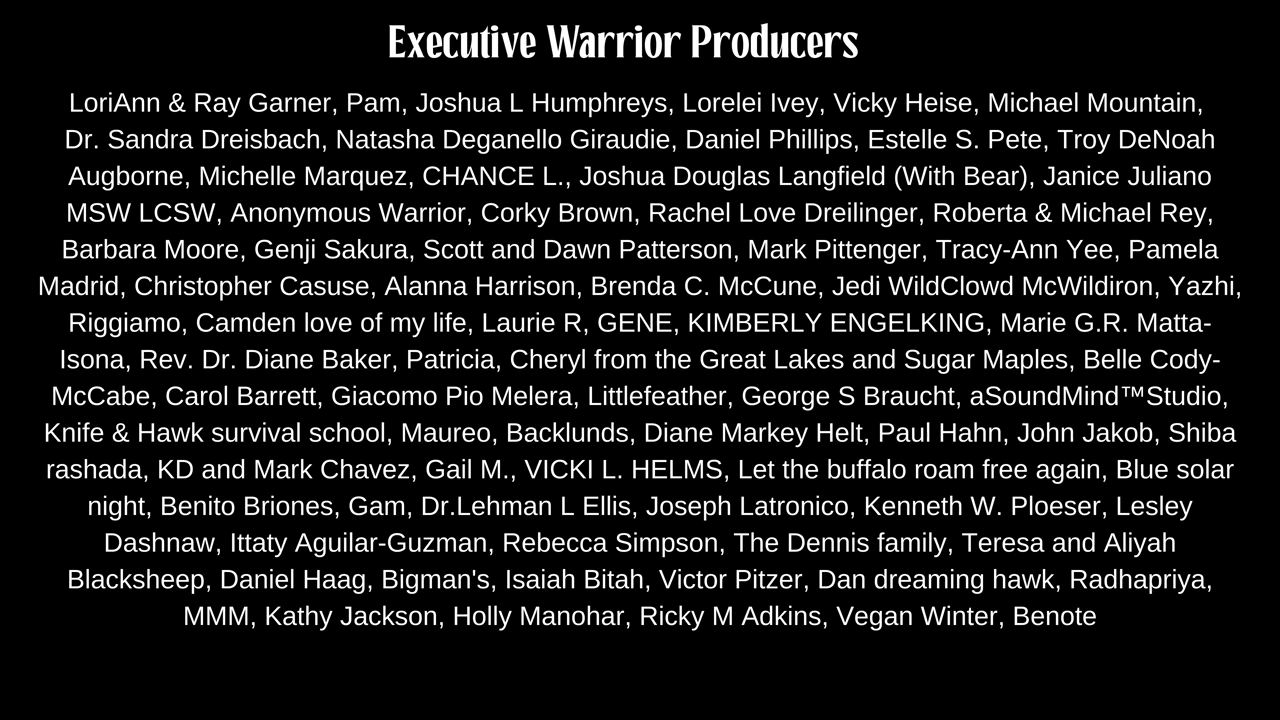 Executive Warrior Producers
LoriAnn & Ray Garner, Pam, Joshua L Humphreys, Lorelei Ivey, Vicky Heise, Michael Mountain,
Dr. Sandra Dreisbach, Natasha Deganello Giraudie, Daniel Phillips, Estelle S. Pete, Troy DeNoah
Augborne, Michelle Marquez, CHANCE L., Joshua Douglas Langfield (With Bear), Janice Juliano
MSW LCSW, Anonymous Warrior, Corky Brown, Rachel Love Dreilinger, Roberta & Michael Rey,
Barbara Moore, Genji Sakura, Scott and Dawn Patterson, Mark Pittenger, Tracy-Ann Yee, Pamela
Madrid, Christopher Casuse, Alanna Harrison, Brenda C. McCune, Jedi WildClowd McWildiron, Yazhi,
Riggiamo, Camden love of my life, Laurie R, GENE, KIMBERLY ENGELKING, Marie G.R. Matta-
Isona, Rev. Dr. Diane Baker, Patricia, Cheryl from the Great Lakes and Sugar Maples, Belle Cody-
McCabe, Carol Barrett, Giacomo Pio Melera, Littlefeather, George S Braucht, aSoundMind™Studio,
Knife & Hawk survival school, Maureo, Backlunds, Diane Markey Helt, Paul Hahn, John Jakob, Shiba
rashada, KD and Mark Chavez, Gail M., VICKI L. HELMS, Let the buffalo roam free again, Blue solar
night, Benito Briones, Gam, Dr.Lehman L Ellis, Joseph Latronico, Kenneth W. Ploeser, Lesley
Dashnaw, Ittaty Aguilar-Guzman, Rebecca Simpson, The Dennis family, Teresa and Aliyah
Blacksheep, Daniel Haag, Bigman's, Isaiah Bitah, Victor Pitzer, Dan dreaming hawk, Radhapriya,
MMM, Kathy Jackson, Holly Manohar, Ricky M Adkins, Vegan Winter, Benote